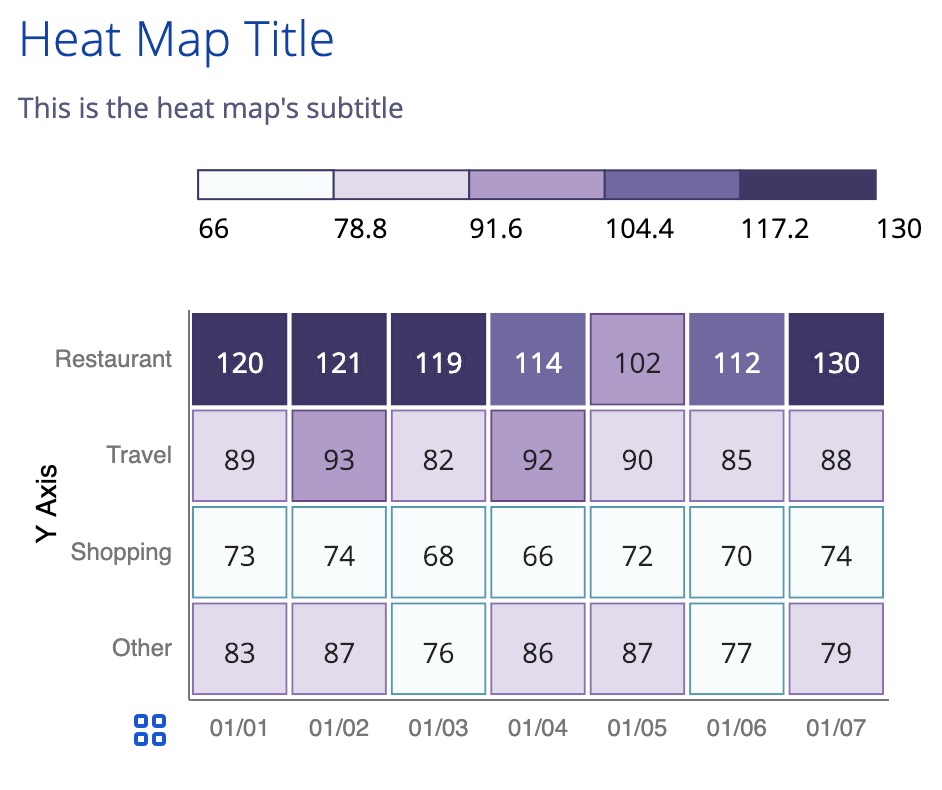 Heat Map Title
This is the heat map's subtitle
66 78.8 91.6 104.4 117.2 130
Y Axis
Restaurant 120 121 119 114 102 112 130
Travel 89 93 82 92 90 85 88
Shopping 73 74 68 66 72 70 74
Other 83 87 76 86 87 77 79
01/01 01/02 01/03 01/04 01/05 01/06 01/07